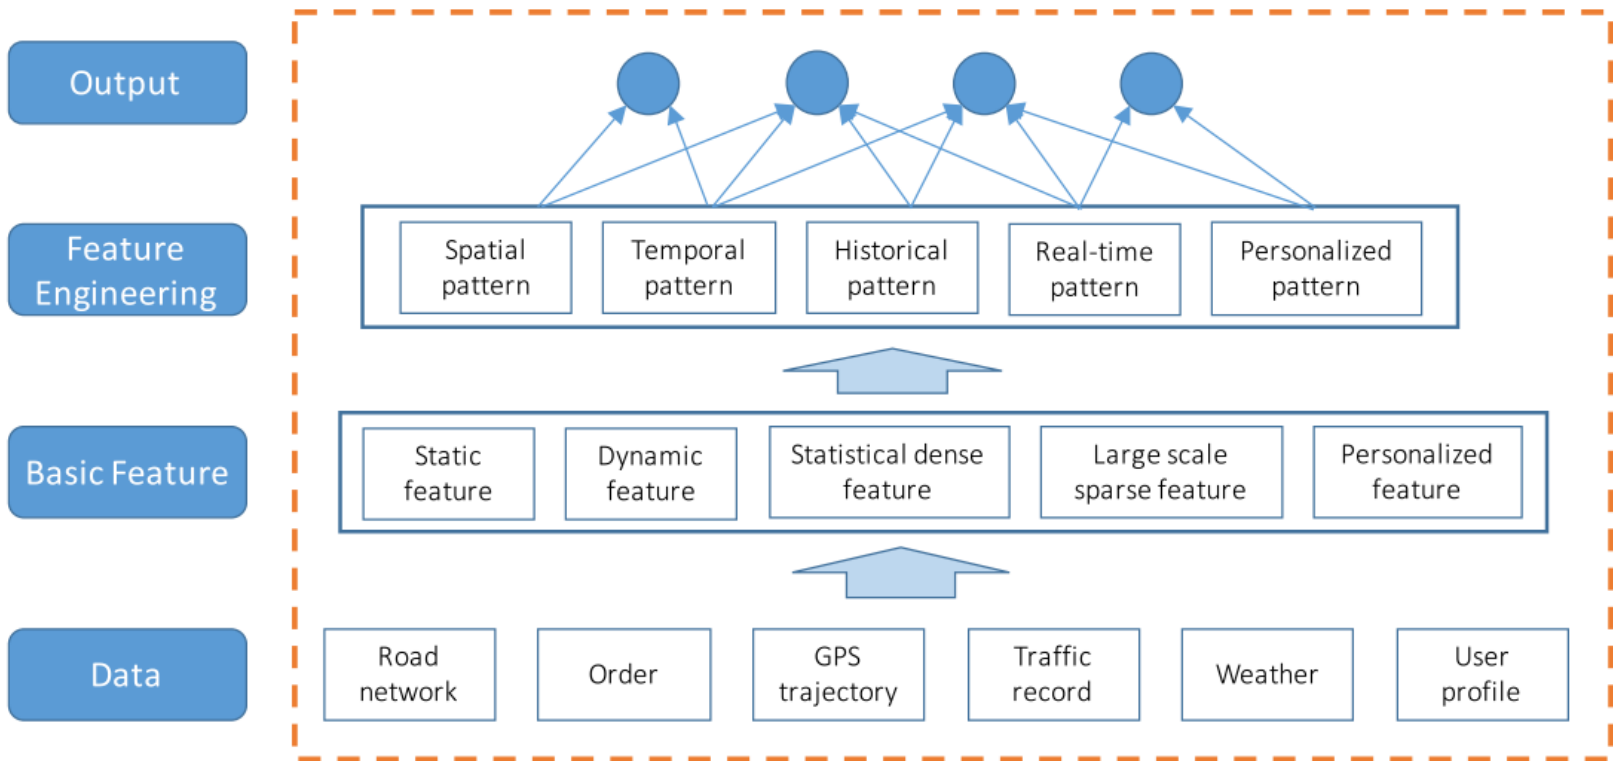 Output
Feature
Engineering
Spatial
pattern
Temporal
pattern
Historical
pattern
Real-time
pattern
Personalized
pattern
Basic Feature
Static
feature
Dynamic
feature
Statistical dense
feature
Large scale
sparse feature
Personalized
feature
Data
Road
network
Order
GPS
trajectory
Traffic
record
Weather
User
profile